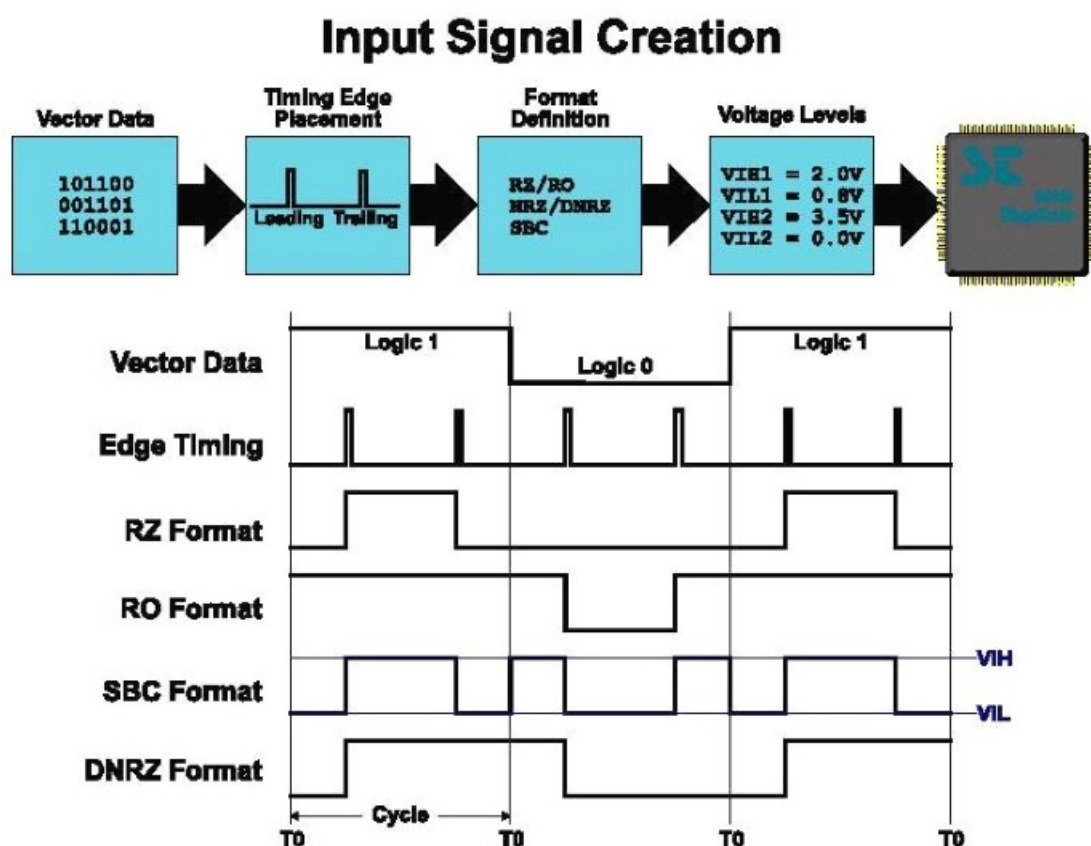 Input Signal Creation
Vector Data
Timing Edge
Placement
Format
Definition
Voltage Levels
101100
001101
110001
Leading Trailing
RZ/RO
NRZ/DNRZ
SBC
VIH1 = 2.0V
VIL1 = 0.8V
VIH2 = 3.5V
VIL2 = 0.0V
Vector Data
Logic 1
Logic 0
Logic 1
Edge Timing
RZ Format
RO Format
SBC Format
VIH
VIL
DNRZ Format
Cycle
T0 T0 T0 T0